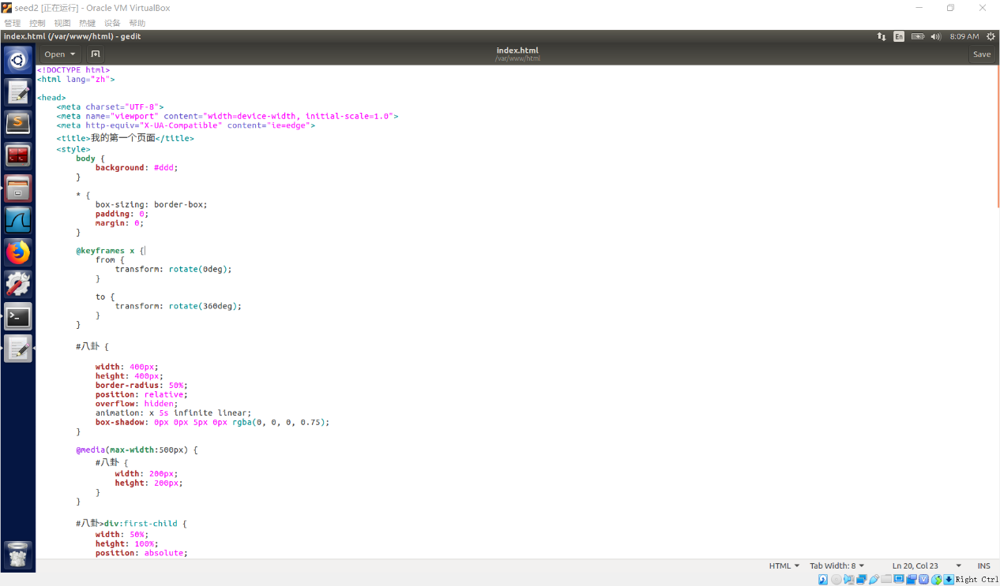 seed2 [正在运行] - Oracle VM VirtualBox
管理 控制 视图 热键 设备 帮助
index.html (/var/www/html) - gedit
En 8:09 AM
Open index.html Save
/var/www/html
<!DOCTYPE html>
<html lang="zh">
<head>
<meta charset="UTF-8">
<meta name="viewport" content="width=device-width, initial-scale=1.0">
<meta http-equiv="X-UA-Compatible" content="ie=edge">
<title>我的第一个页面</title>
<style>
body {
background: #ddd;
}
* {
box-sizing: border-box;
padding: 0;
margin: 0;
}
@keyframes x {
from {
transform: rotate(0deg);
}
to {
transform: rotate(360deg);
}
}
#八卦 {
width: 400px;
height: 400px;
border-radius: 50%;
position: relative;
overflow: hidden;
animation: x 5s infinite linear;
box-shadow: 0px 0px 5px 0px rgba(0, 0, 0, 0.75);
}
@media(max-width:500px) {
#八卦 {
width: 200px;
height: 200px;
}
}
#八卦>div:first-child {
width: 50%;
height: 100%;
position: absolute;
HTML Tab Width: 8 Ln 20, Col 23 INS
Right Ctrl